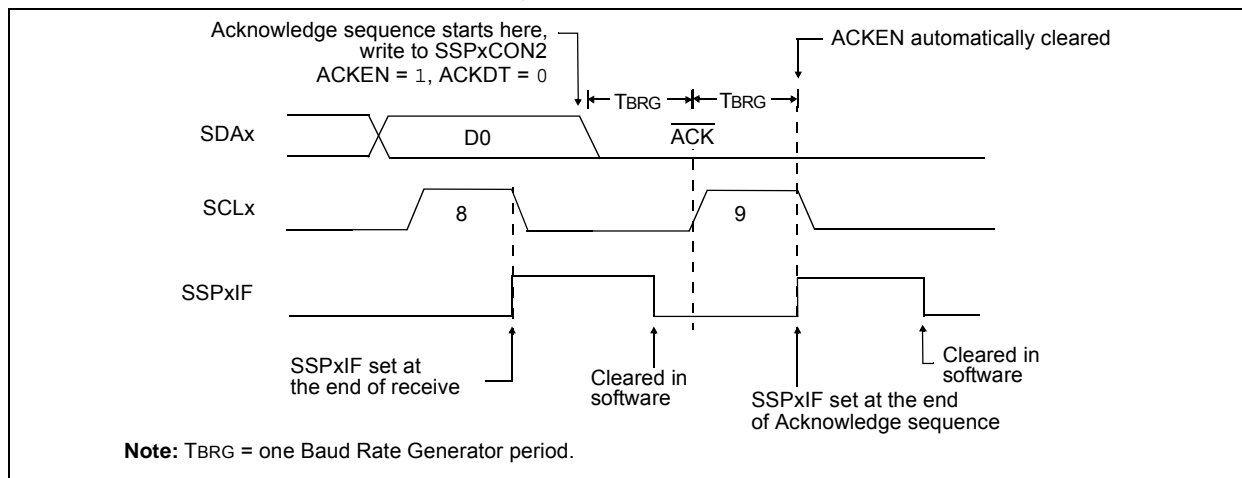 Acknowledge sequence starts here,
write to SSPxCON2
ACKEN = 1, ACKDT = 0
ACKEN automatically cleared
TBRG
TBRG
SDAx
D0
ACK
SCLx
8
9
SSPxIF
SSPxIF set at
the end of receive
Cleared in
software
SSPxIF set at the end
of Acknowledge sequence
Cleared in
software
Note: TBRG = one Baud Rate Generator period.